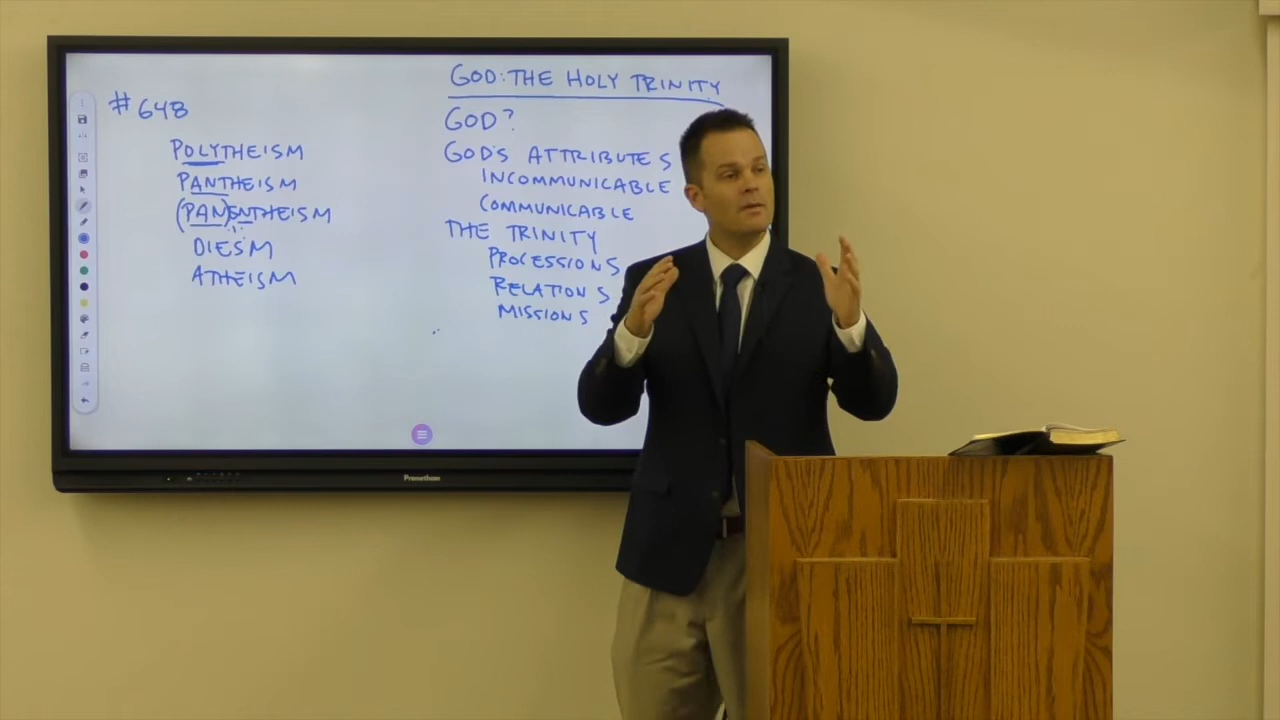 #648
POLYTHEISM
PANTHEISM
(PAN)ENTHEISM
DIESM
ATHEISM
GOD: THE HOLY TRINITY
GOD?
GOD'S ATTRIBUTES
INCOMMUNICABLE
COMMUNICABLE
THE TRINITY
PROCESSIONS
RELATIONS
MISSIONS
Promethean